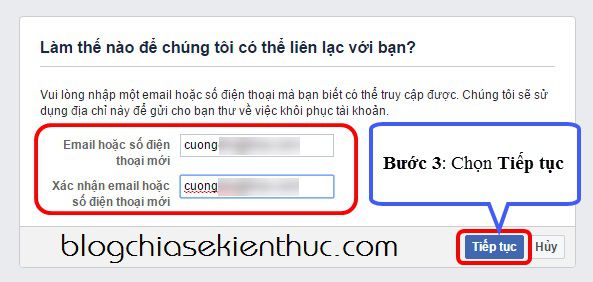 Làm thế nào để chúng tôi có thể liên lạc với bạn?
Vui lòng nhập một email hoặc số điện thoại mà bạn biết có thể truy cập được. Chúng tôi sẽ sử
dụng địa chỉ này để gửi cho bạn thư về việc khôi phục tài khoản.
Email hoặc số điện
thoại mới
cuong
Xác nhận email hoặc
số điện thoại mới
cuong
Bước 3: Chọn Tiếp tục
blogchiasekienthuc.com
Tiếp tục
Hủy